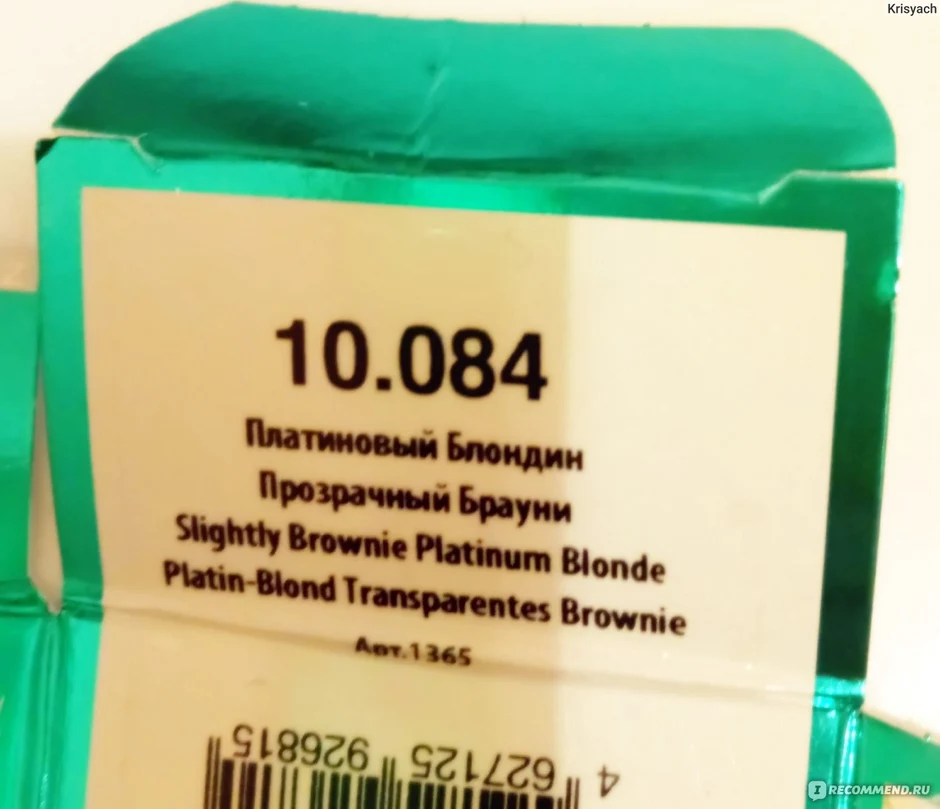 Krisyach
10.084
Платиновый Блондин
Прозрачный Брауни
Slightly Brownie Platinum Blonde
Platin-Blond Transparentes Brownie
Арт.1365
4 627125 926815
IRECOMMEND.RU